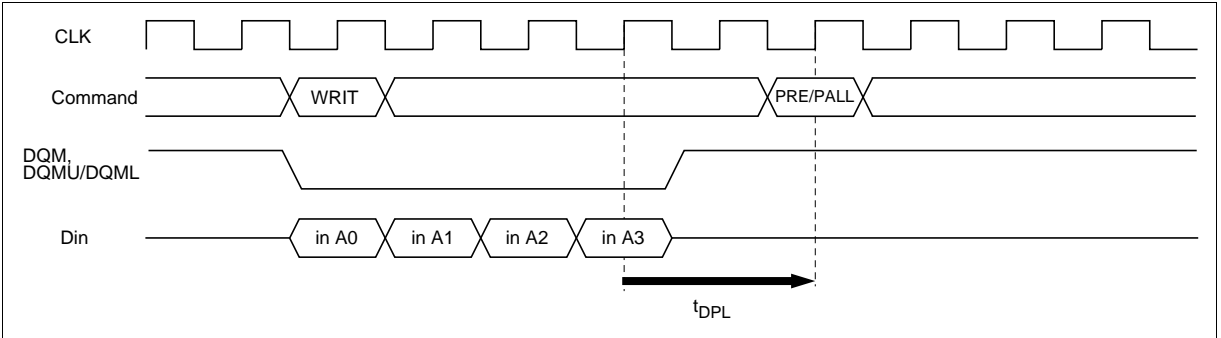 CLK
Command
WRIT
PRE/PALL
DQM,
DQMU/DQML
Din
in A0
in A1
in A2
in A3
tDPL